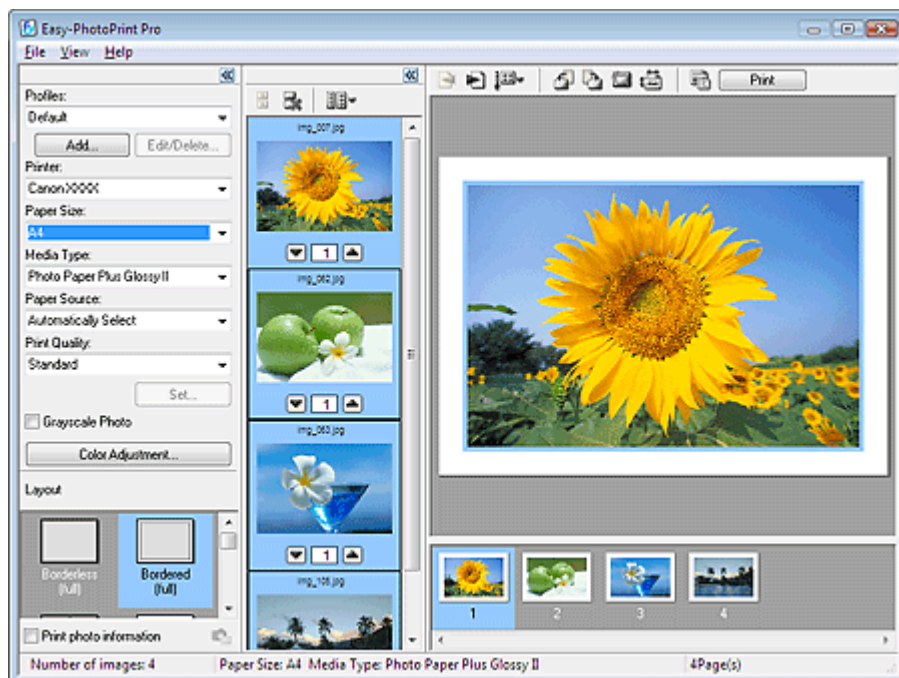 Easy-PhotoPrint Pro
File View Help
Profiles:
Default
Add... Edit/Delete...
Printer:
Canon XXXX
Paper Size:
A4
Media Type:
Photo Paper Plus Glossy II
Paper Source:
Automatically Select
Print Quality:
Standard
Set...
Grayscale Photo
Color Adjustment...
Layout
Borderless (full)
Bordered (full)
Print photo information
img_007.jpg
1
img_062.jpg
1
img_063.jpg
1
img_108.jpg
Print
1 2 3 4
Number of images: 4 Paper Size: A4 Media Type: Photo Paper Plus Glossy II 4Page(s)